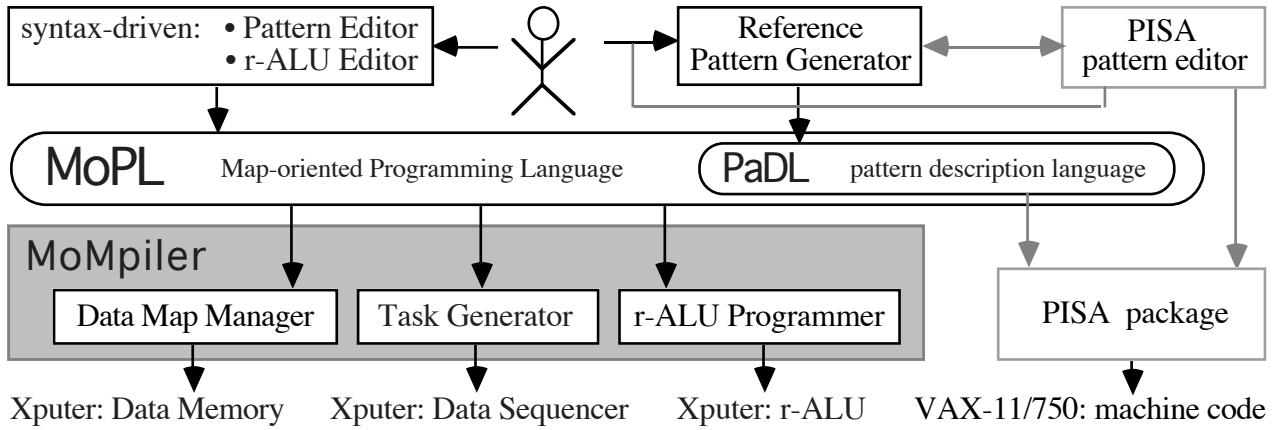 syntax-driven: • Pattern Editor
• r-ALU Editor
Reference
Pattern Generator
PISA
pattern editor
MoPL Map-oriented Programming Language
PaDL pattern description language
MoMpiler
Data Map Manager
Task Generator
r-ALU Programmer
PISA package
Xputer: Data Memory
Xputer: Data Sequencer
Xputer: r-ALU
VAX-11/750: machine code